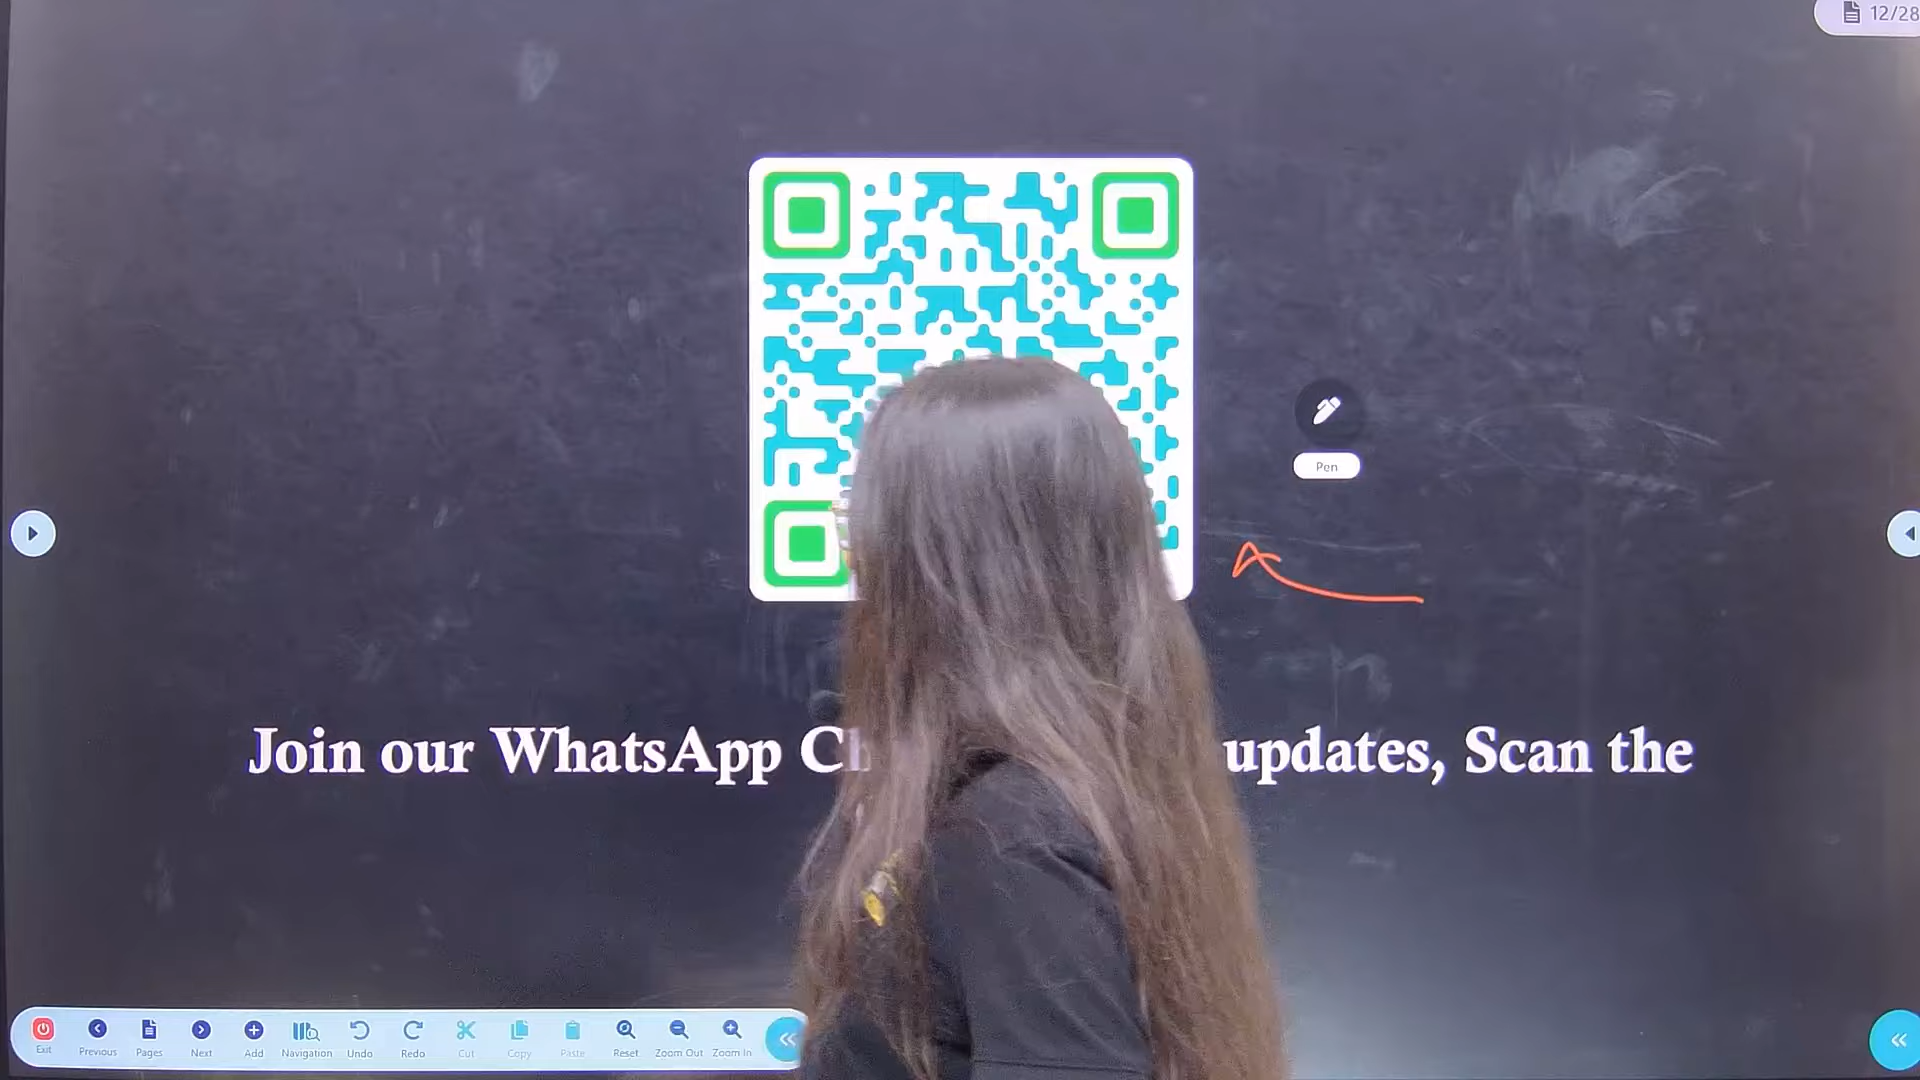 12/28
Pen
Join our WhatsApp updates, Scan the
Exit Previous Pages Next Add Navigation Undo Redo Cut Copy Paste Reset Zoom Out Zoom In